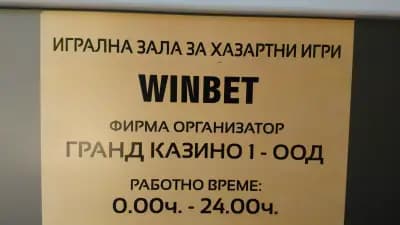 ИГРАЛНА ЗАЛА ЗА ХАЗАРТНИ ИГРИ
WINBET
ФИРМА ОРГАНИЗАТОР
ГРАНД КАЗИНО 1 - ООД
РАБОТНО ВРЕМЕ:
0.00ч. - 24.00ч.